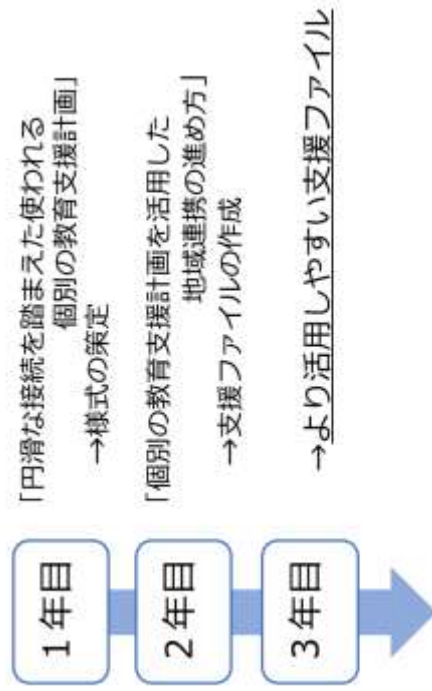 1年目
「円滑な接続を踏まえた使われる
個別の教育支援計画」
→様式の策定
2年目
「個別の教育支援計画を活用した
地域連携の進め方」
→支援ファイルの作成
3年目
→より活用しやすい支援ファイル